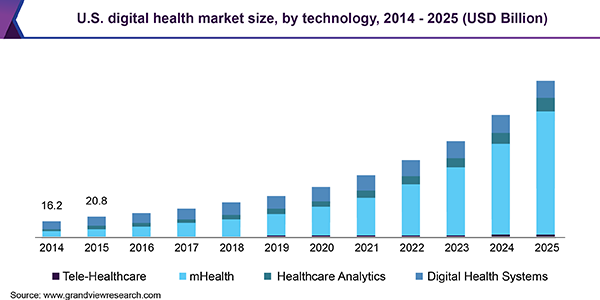 U.S. digital health market size, by technology, 2014 - 2025 (USD Billion)
16.2
20.8
2014 2015 2016 2017 2018 2019 2020 2021 2022 2023 2024 2025
Tele-Healthcare mHealth Healthcare Analytics Digital Health Systems
Source: www.grandviewresearch.com